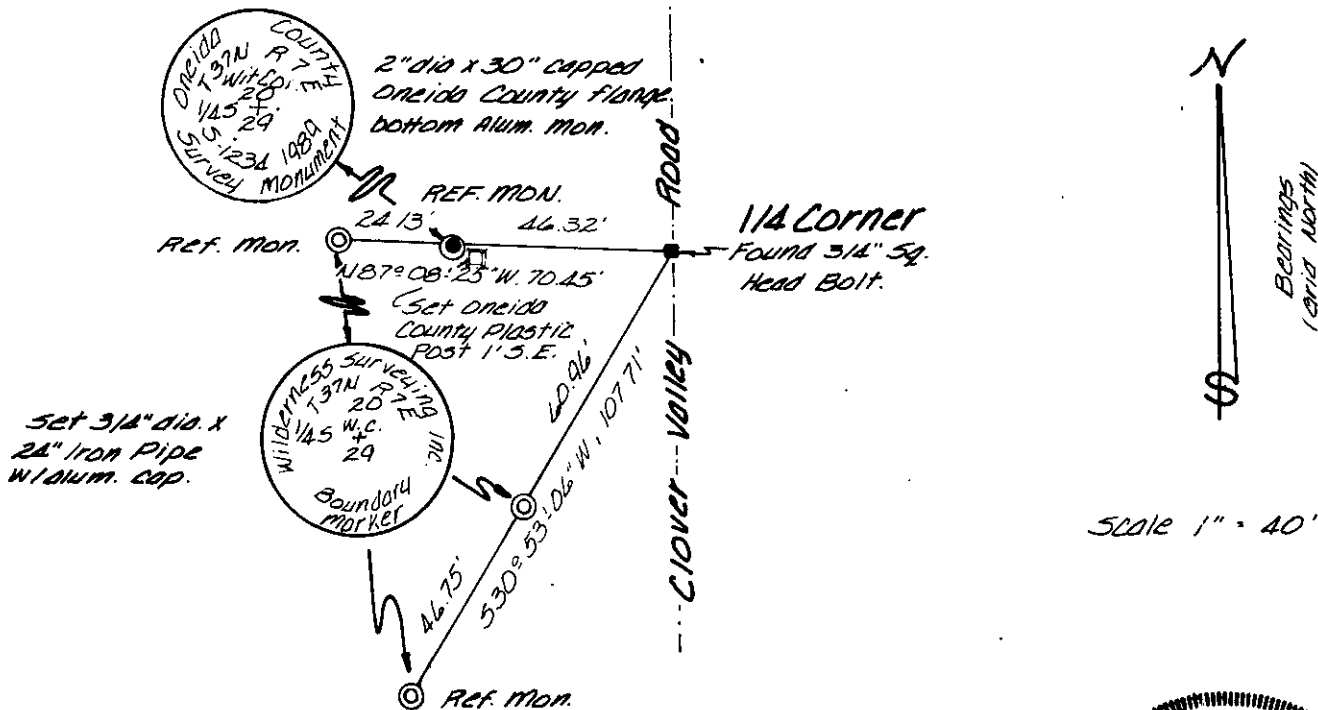 Oneida County
T37N R7E
Wit Co.
20
1/4S +
29
S-1234 1989
Survey Monument
2" dia x 30" capped
Oneida County flange
bottom Alum. Mon.
Road
REF. MON.
24.13' 46.32'
Ref. Mon.
N87°08'25"W. 70.45'
1/4 Corner
Found 3/4" Sq.
Head Bolt.
Set Oneida
County Plastic
Post 1' S.E.
Wilderness Surveying Inc.
T37N R7E
20
1/4S W.C.
+
29
Boundary
Marker
Set 3/4" dia. x
24" Iron Pipe
w/alum. cap.
60.96'
S30°53'06"W, 107.71'
46.75'
Clover Valley
Ref. Mon.
N
S
Bearings
(Grid North)
Scale 1" = 40'